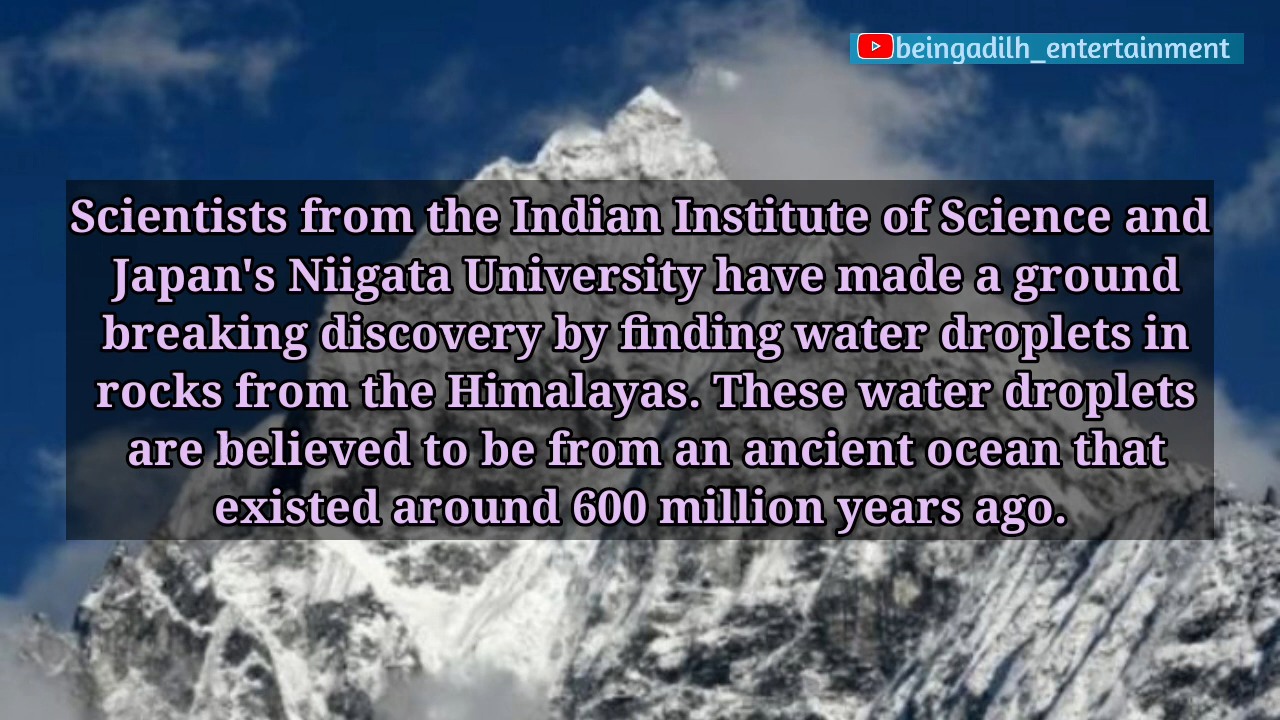 beingadilh_entertainment
Scientists from the Indian Institute of Science and
Japan's Niigata University have made a ground
breaking discovery by finding water droplets in
rocks from the Himalayas. These water droplets
are believed to be from an ancient ocean that
existed around 600 million years ago.